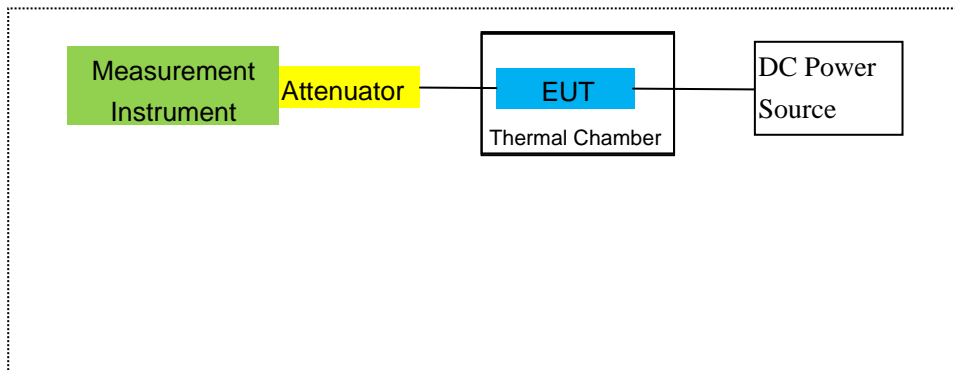 Measurement
Instrument
Attenuator
EUT
Thermal Chamber
DC Power
Source